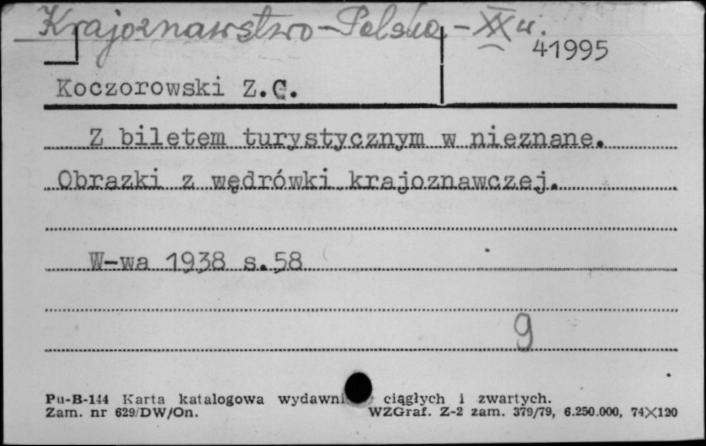 Krajoznawstwo-Polska-XX w.
41995
Koczorowski Z.C.
Z biletem turystycznym w nieznane.
Obrazki z wędrówki krajoznawczej.
W-wa 1938 s.58
9
Pu-B-144 Karta katalogowa wydawni ciągłych i zwartych.
Zam. nr 629/DW/On. WZGraf. Z-2 zam. 379/79, 6.250.000, 74X120